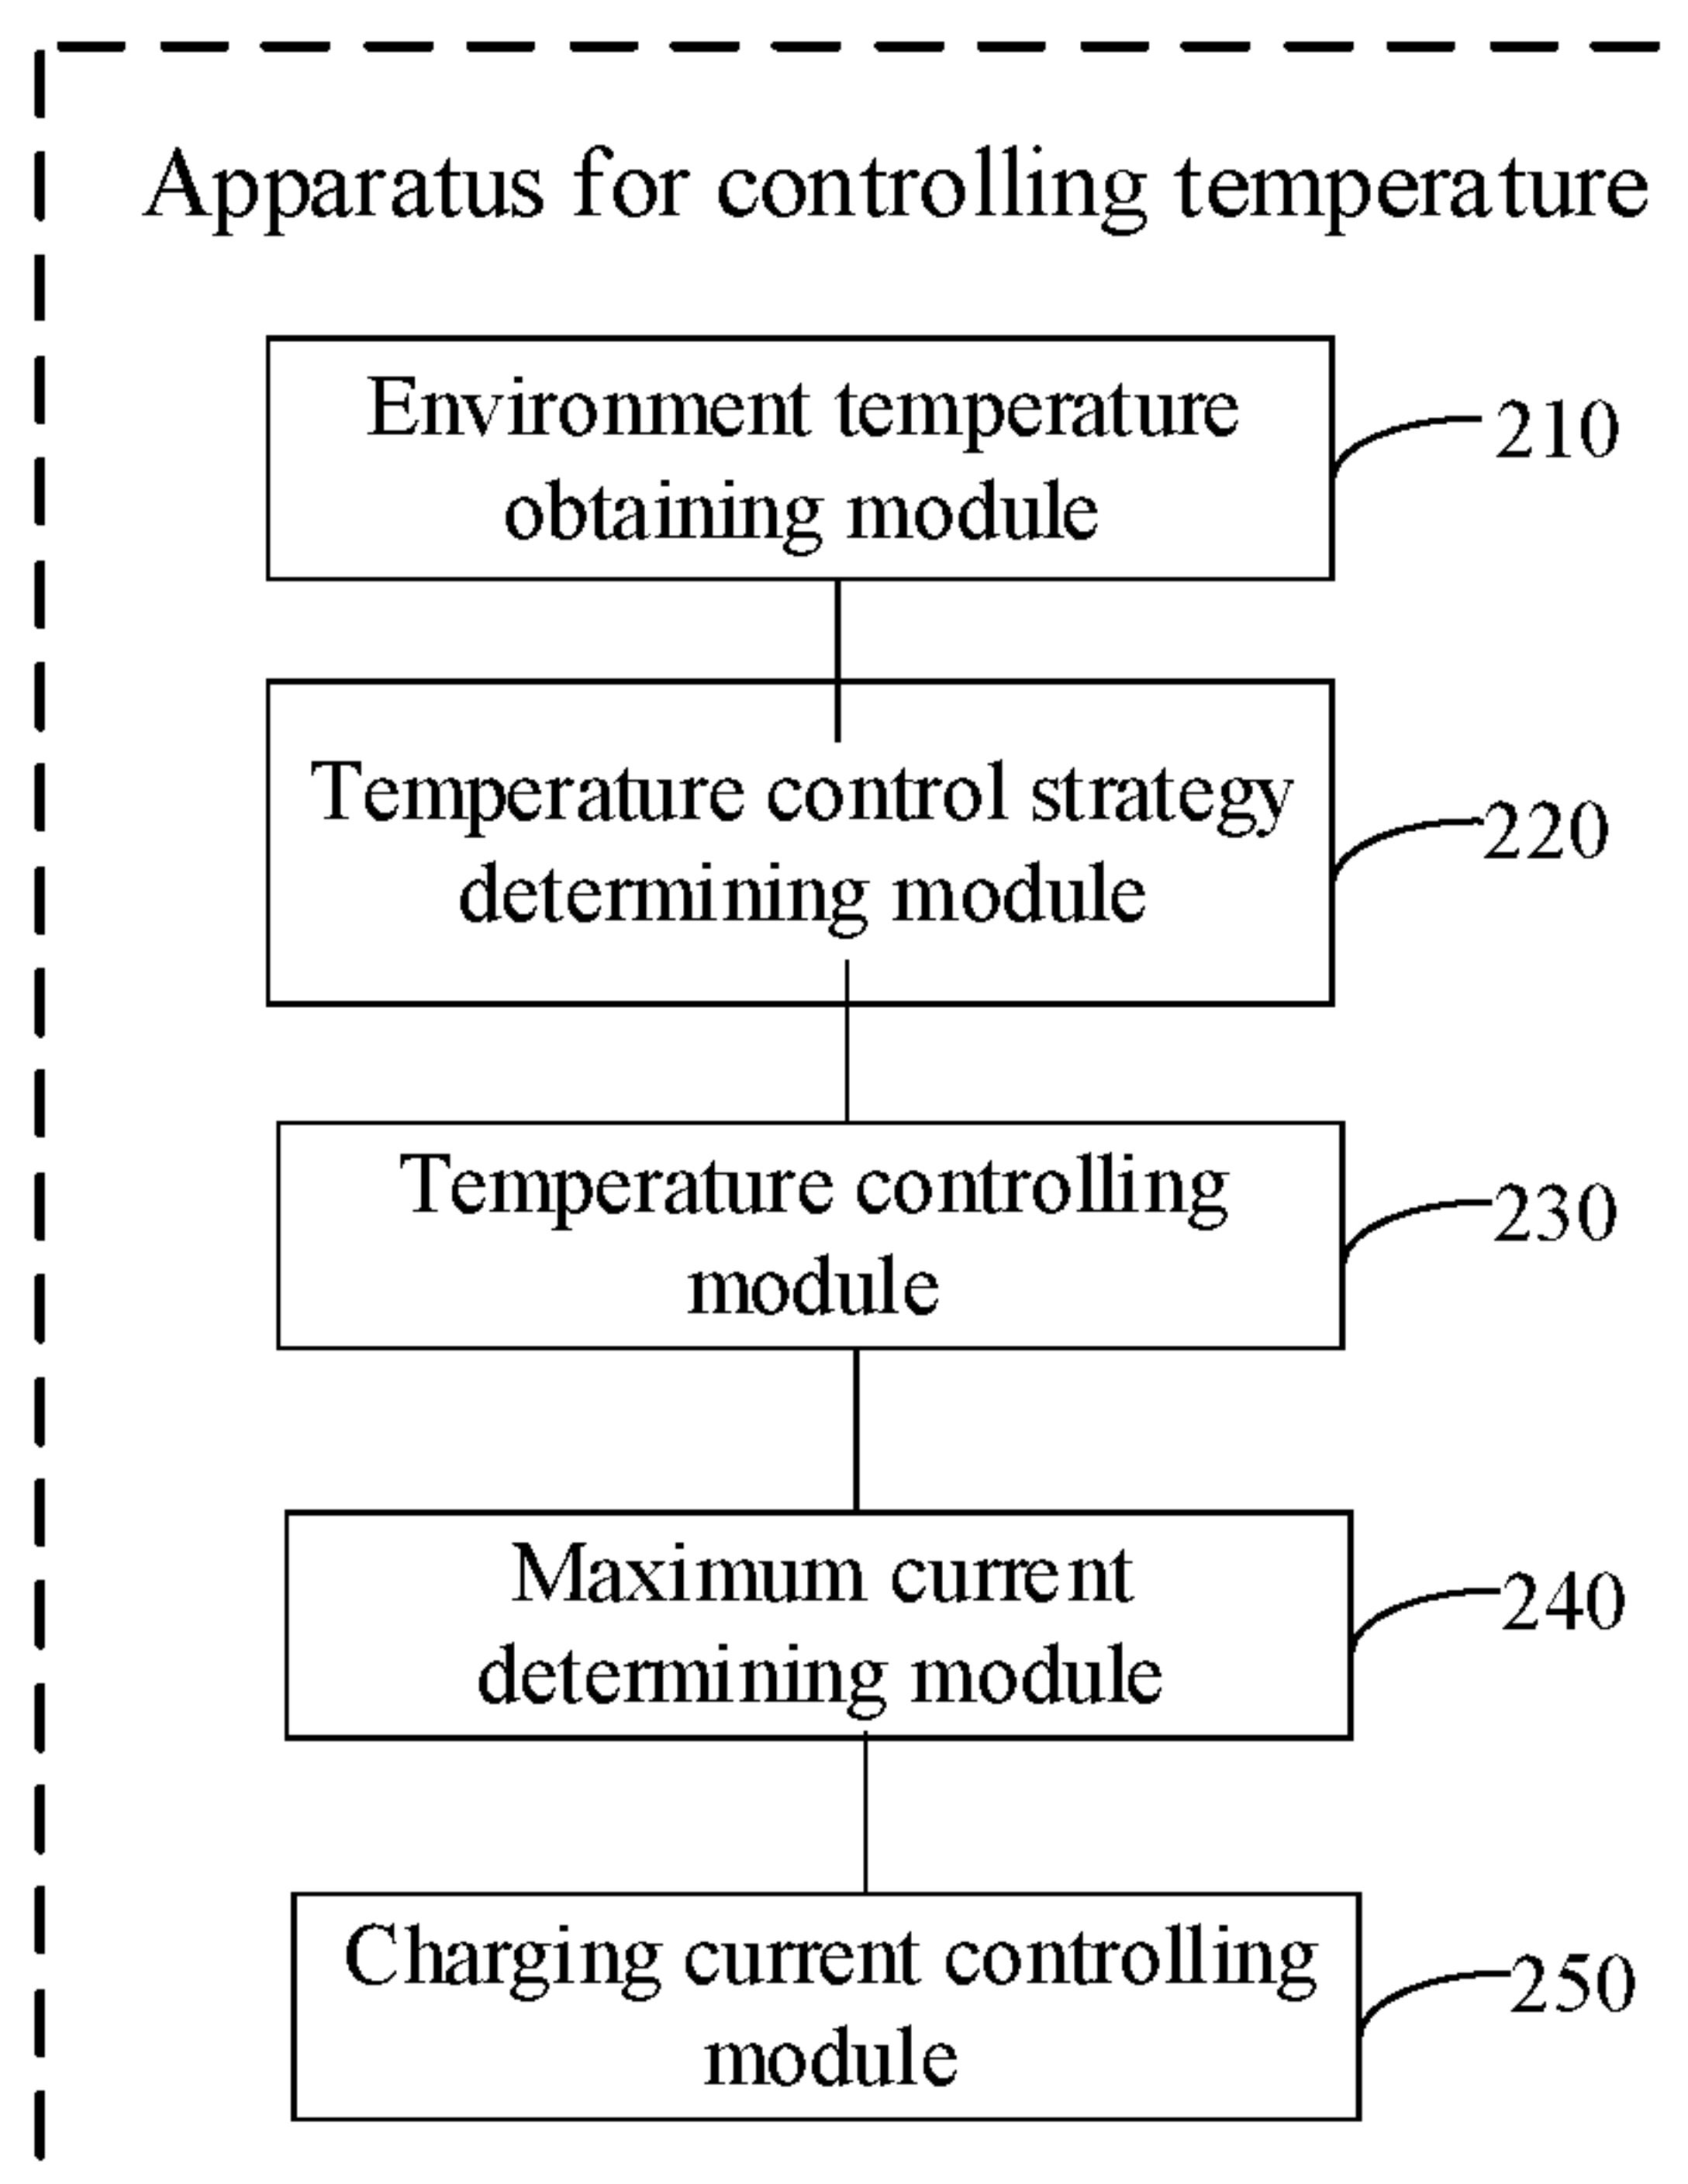 Apparatus for controlling temperature
Environment temperature
obtaining module
210
Temperature control strategy
determining module
220
Temperature controlling
module
230
Maximum current
determining module
240
Charging current controlling
module
250